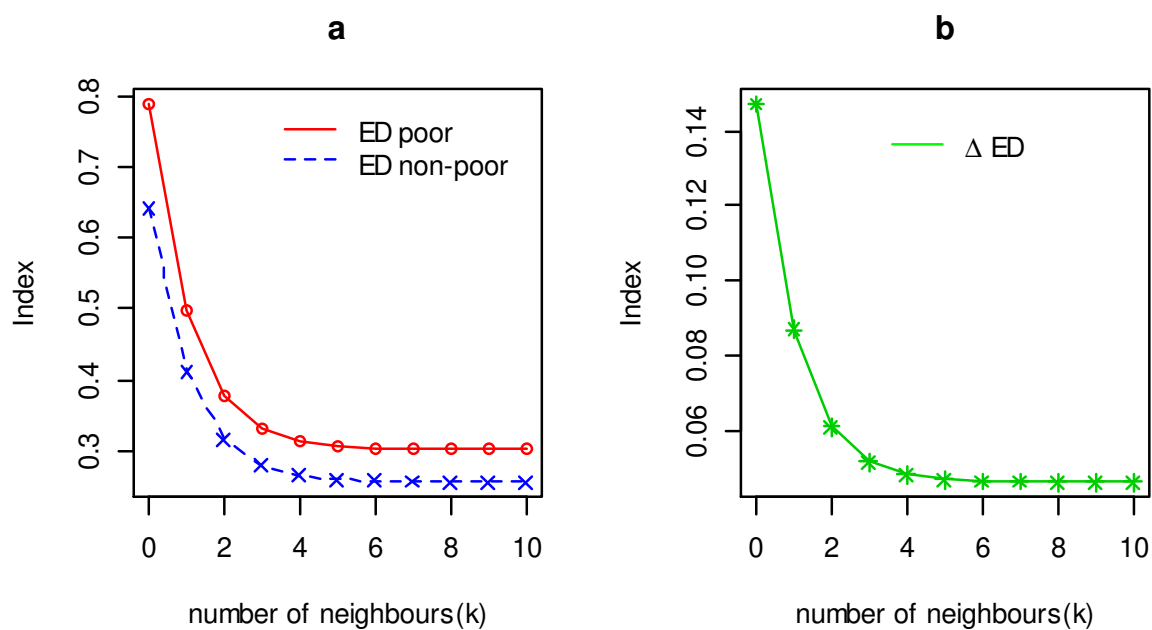 a
0.3 0.4 0.5 0.6 0.7 0.8
Index
ED poor
ED non-poor
0 2 4 6 8 10
number of neighbours(k)
b
0.06 0.08 0.10 0.12 0.14
Index
Δ ED
0 2 4 6 8 10
number of neighbours(k)